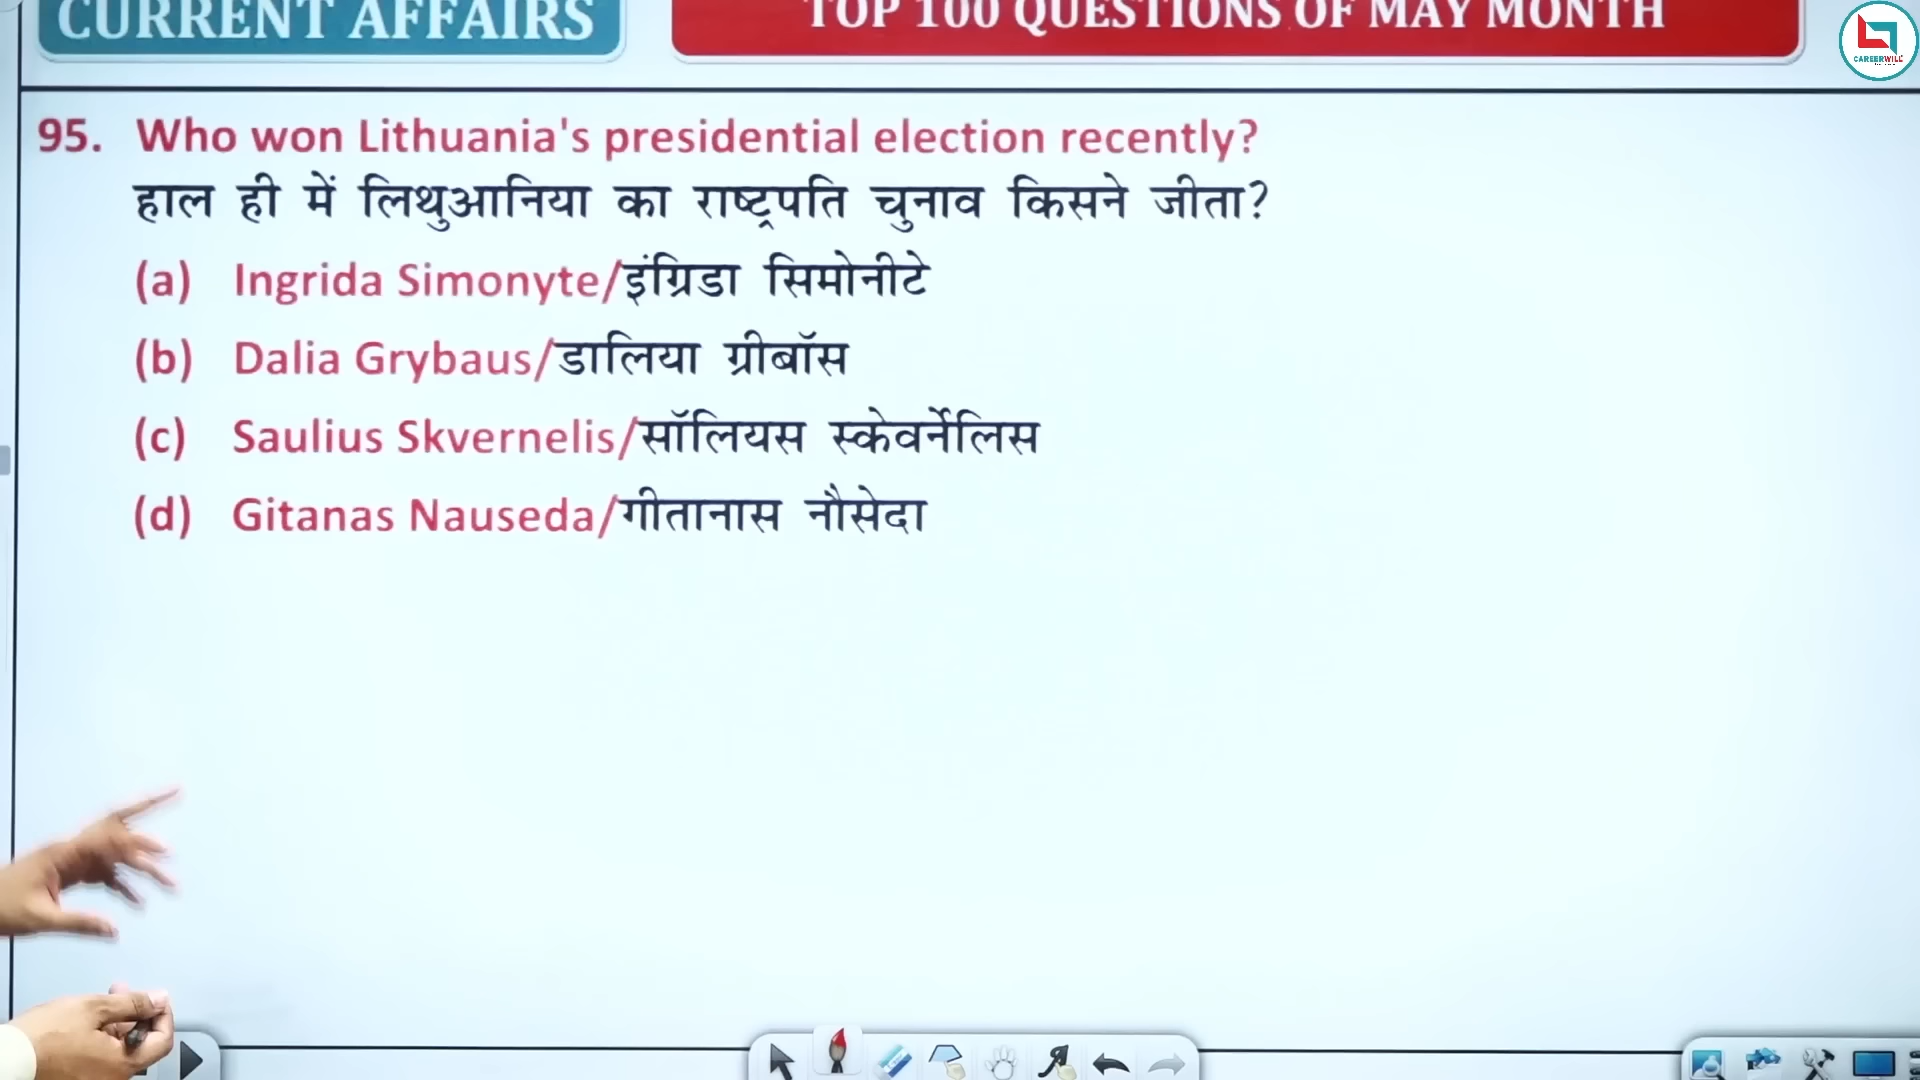 CURRENT AFFAIRS
TOP 100 QUESTIONS OF MAY MONTH
CAREERWILL
95. Who won Lithuania's presidential election recently?
हाल ही में लिथुआनिया का राष्ट्रपति चुनाव किसने जीता?
(a) Ingrida Simonyte/इंग्रिडा सिमोनीटे
(b) Dalia Grybaus/डालिया ग्रीबॉस
(c) Saulius Skvernelis/सॉलियस स्केवर्नेलिस
(d) Gitanas Nauseda/गीतानास नौसेदा